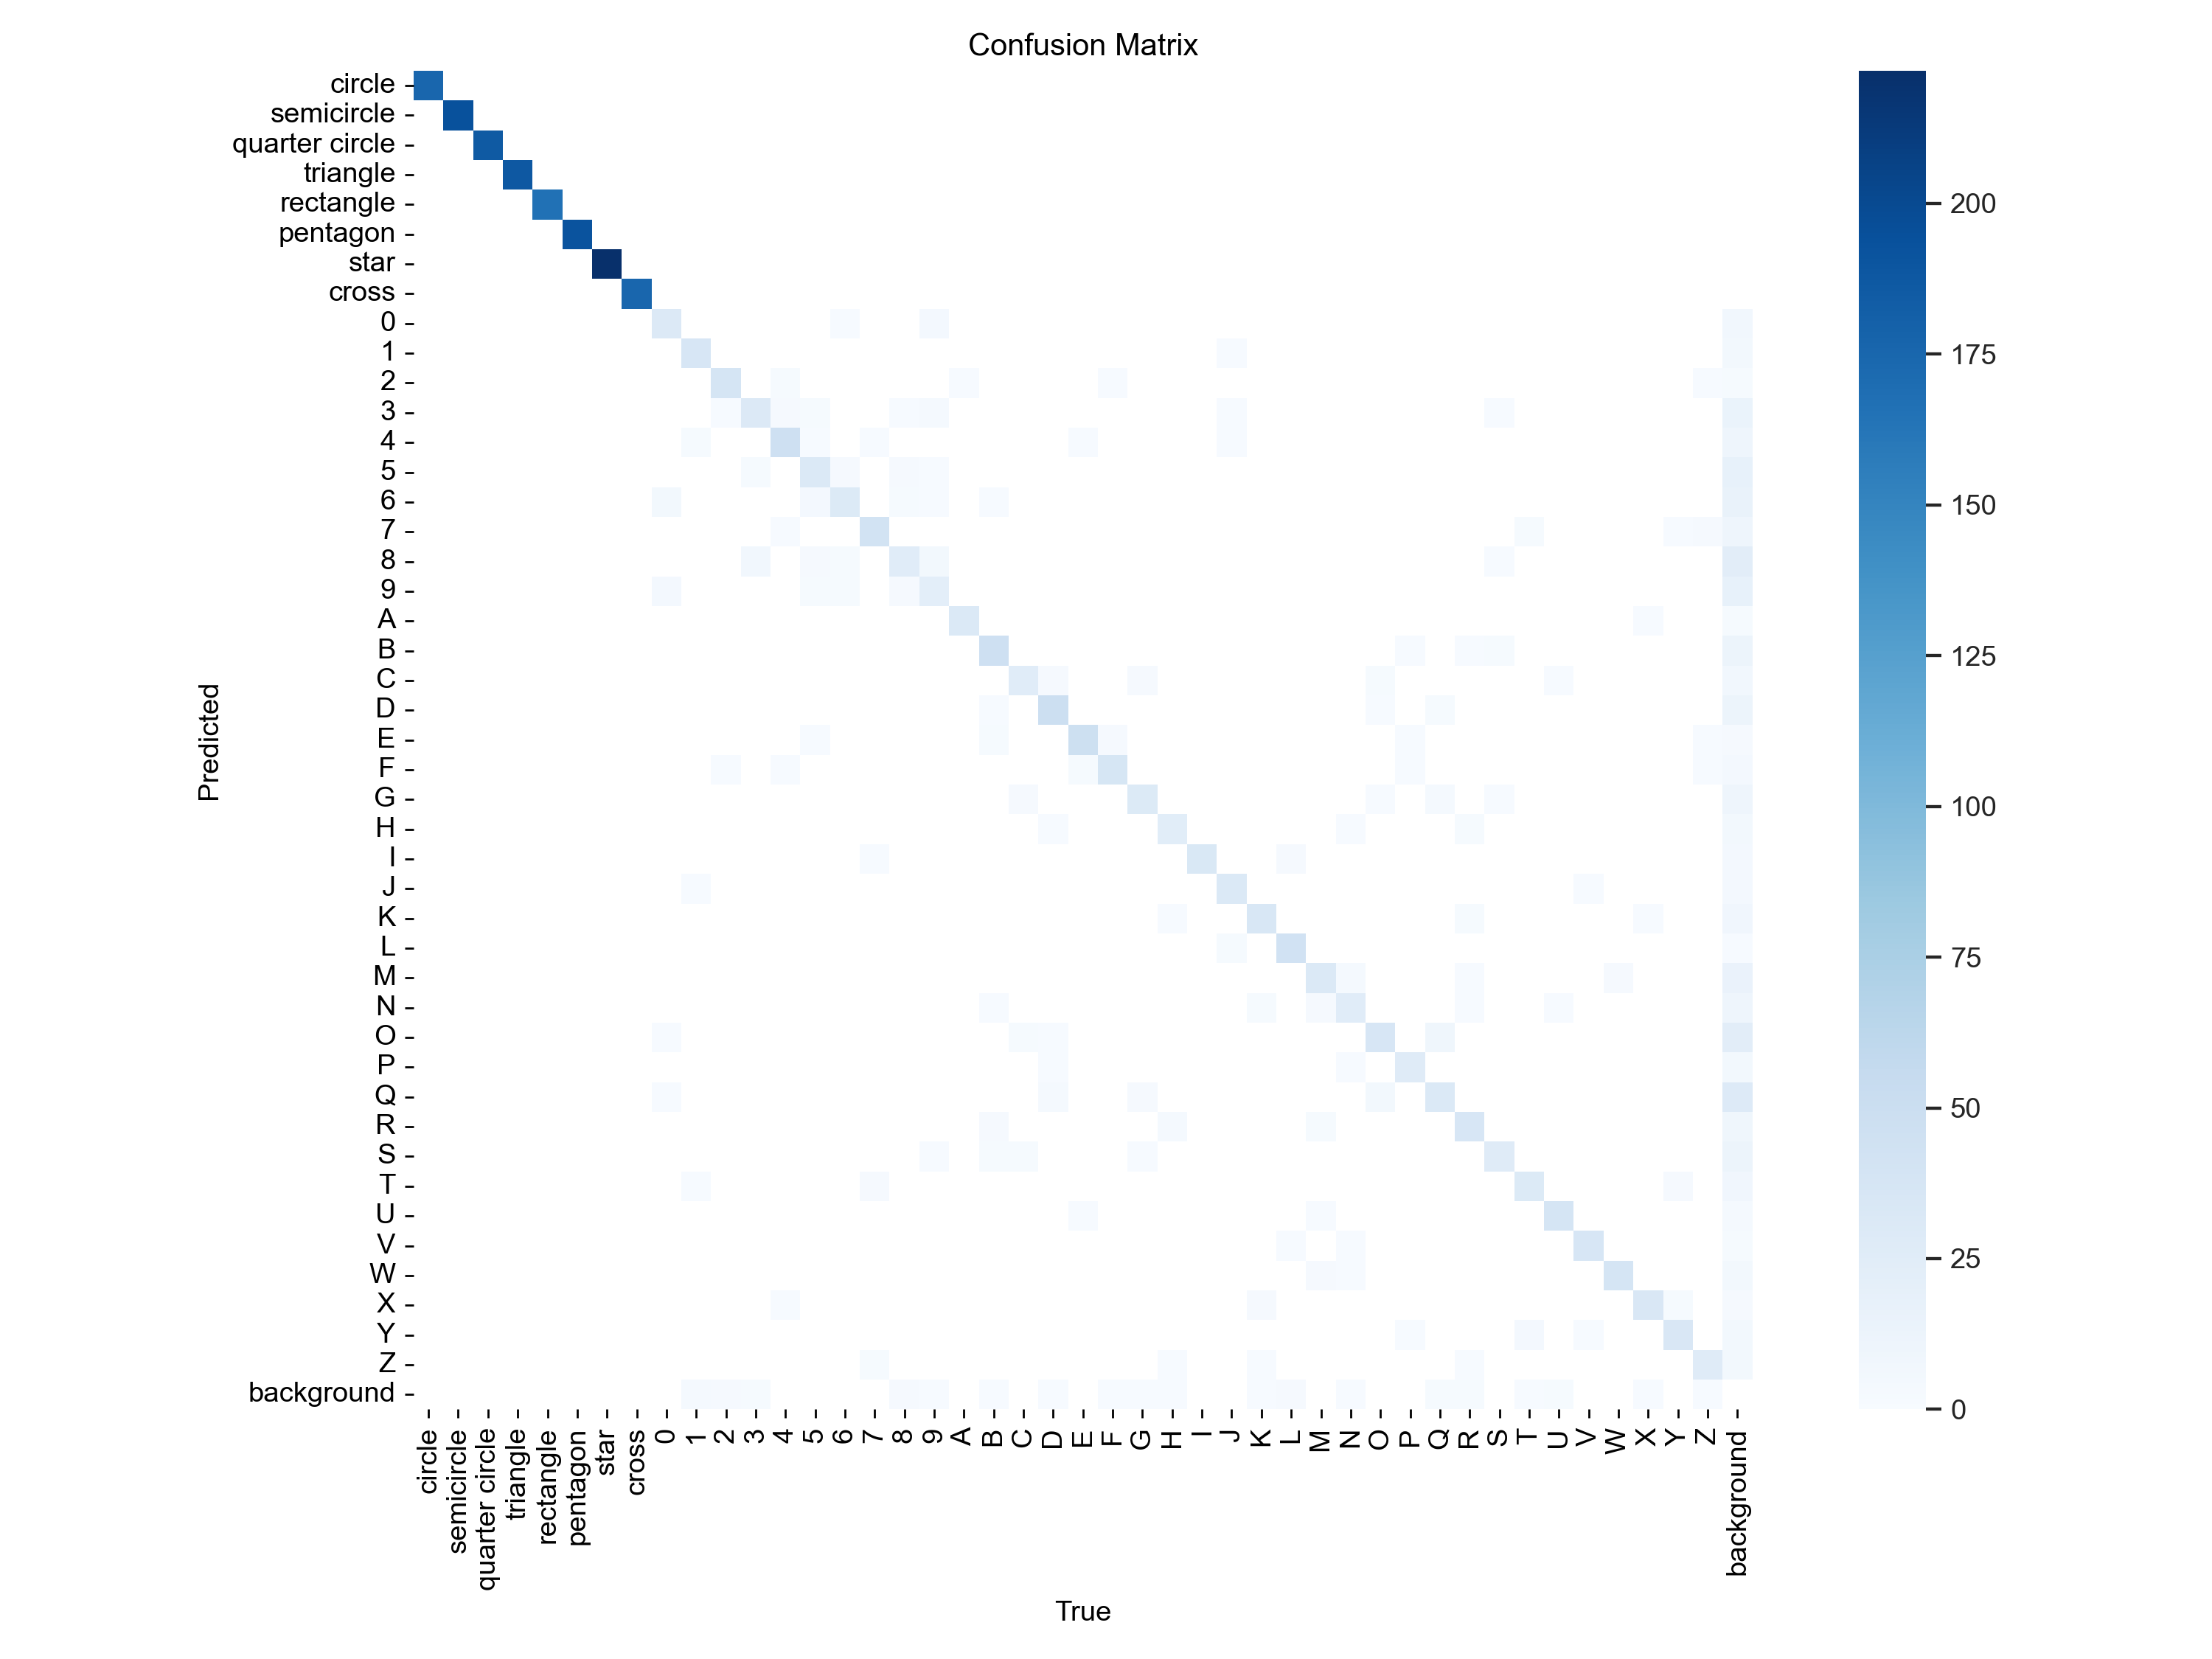 Confusion Matrix
circle
semicircle
quarter circle
triangle
rectangle
pentagon
star
cross
0
1
2
3
4
5
6
7
8
9
A
B
C
D
E
F
G
H
I
J
K
L
M
N
O
P
Q
R
S
T
U
V
W
X
Y
Z
background
Predicted
circle
semicircle
quarter circle
triangle
rectangle
pentagon
star
cross
0
1
2
3
4
5
6
7
8
9
A
B
C
D
E
F
G
H
I
J
K
L
M
N
O
P
Q
R
S
T
U
V
W
X
Y
Z
background
True
200
175
150
125
100
75
50
25
0